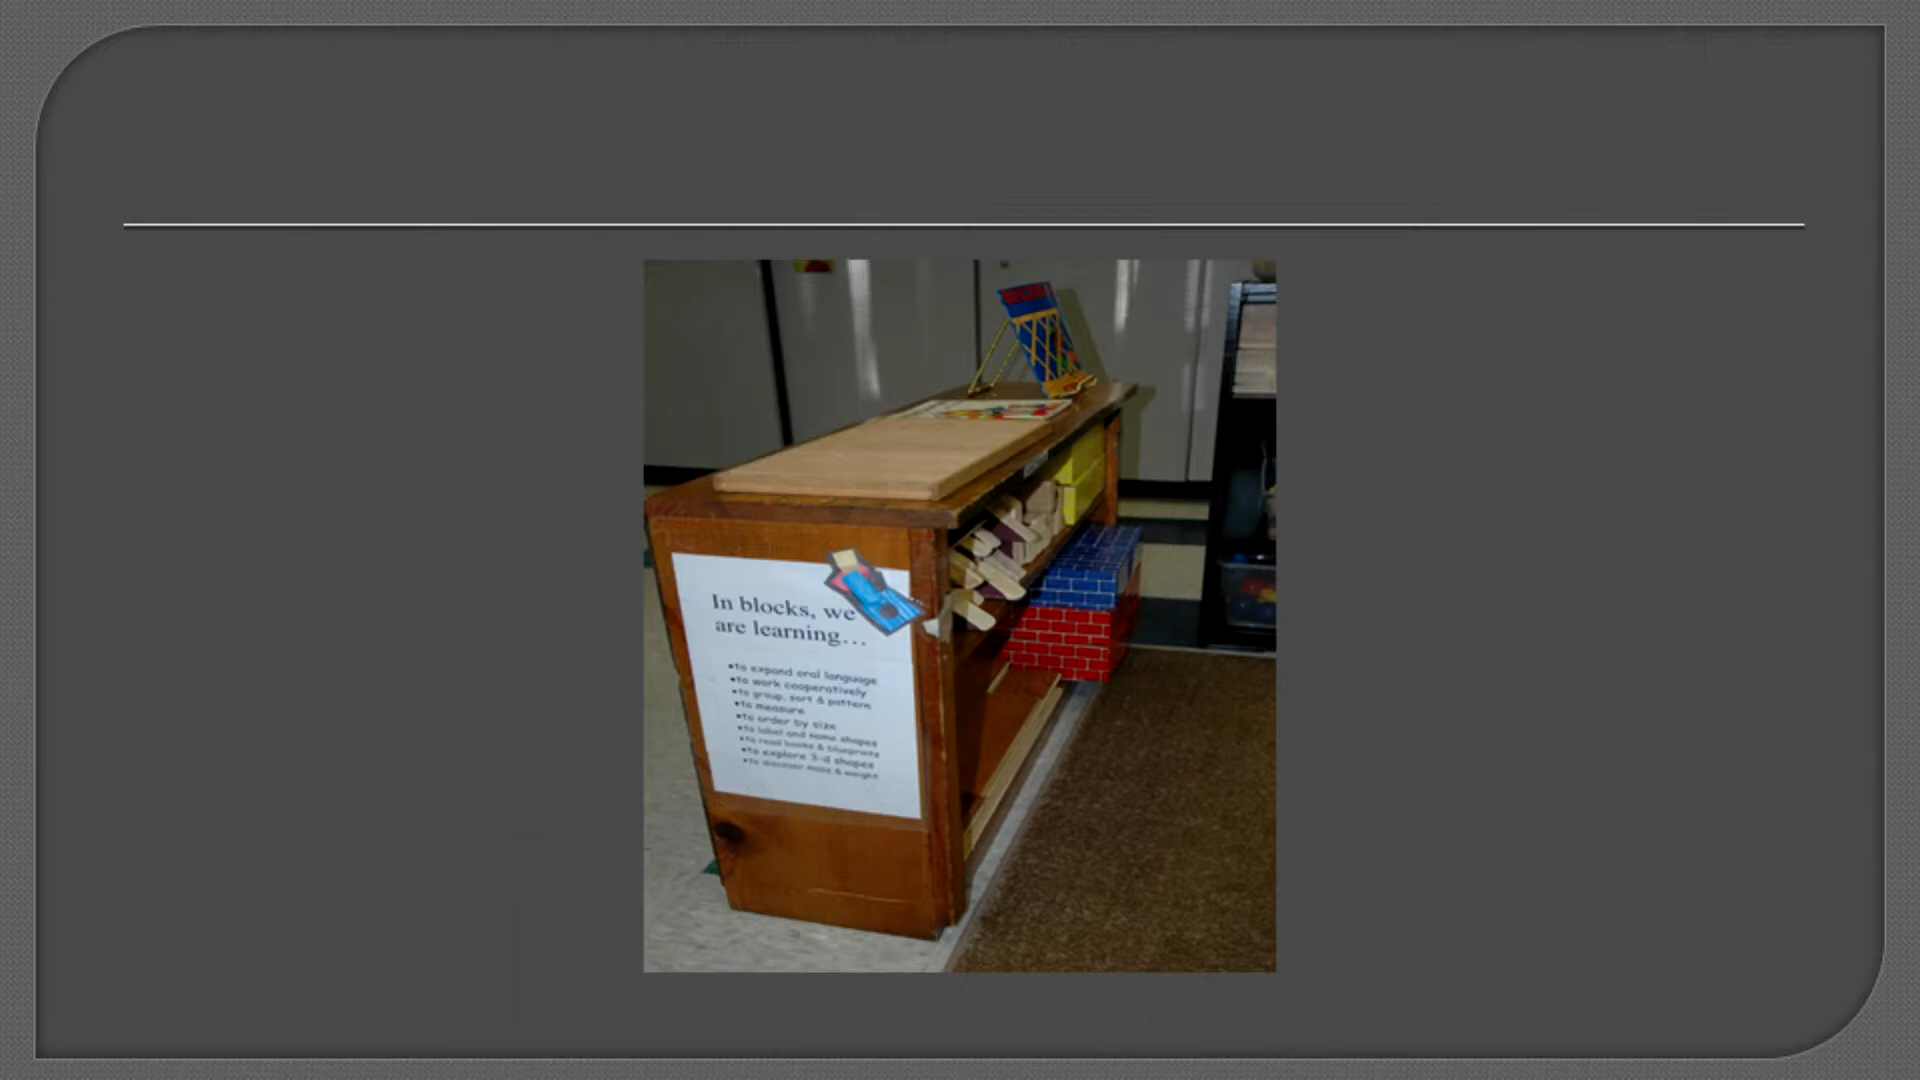 In blocks, we
are learning...
•to expand oral language
•to work cooperatively
•to group, sort & pattern
•to measure
•to order by size
•to label and name shapes
•to read books & blueprints
•to explore 3-d shapes
•to discover mass & weight